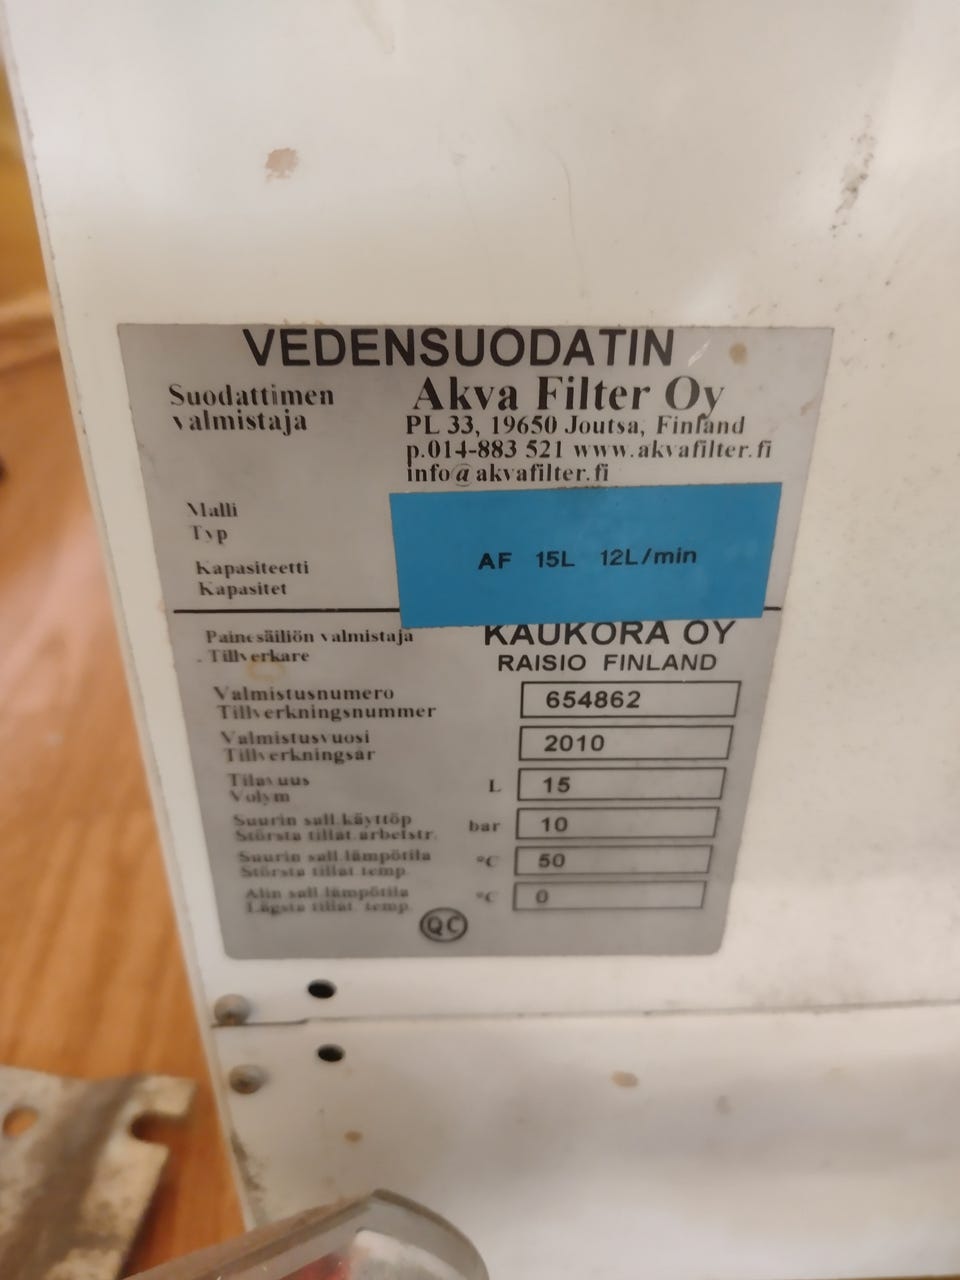 VEDENSUODATIN
Suodattimen
valmistaja
Akva Filter Oy
PL 33, 19650 Joutsa, Finland
p.014-883 521 www.akvafilter.fi
info@akvafilter.fi
Malli
Typ
AF 15L 12L/min
Kapasiteetti
Kapasitet
Painesäiliön valmistaja
. Tillverkare
KAUKORA OY
RAISIO FINLAND
Valmistusnumero
Tillverkningsnummer
654862
Valmistusvuosi
Tillverkningsår
2010
Tilavuus
Volym
L 15
Suurin sall.käyttöp
Största tillåt.arbetstr.
bar 10
Suurin sall.lämpötila
Största tillåt temp.
°C 50
Alin sall.lämpötila
Lägsta tillåt. temp.
°C 0
QC